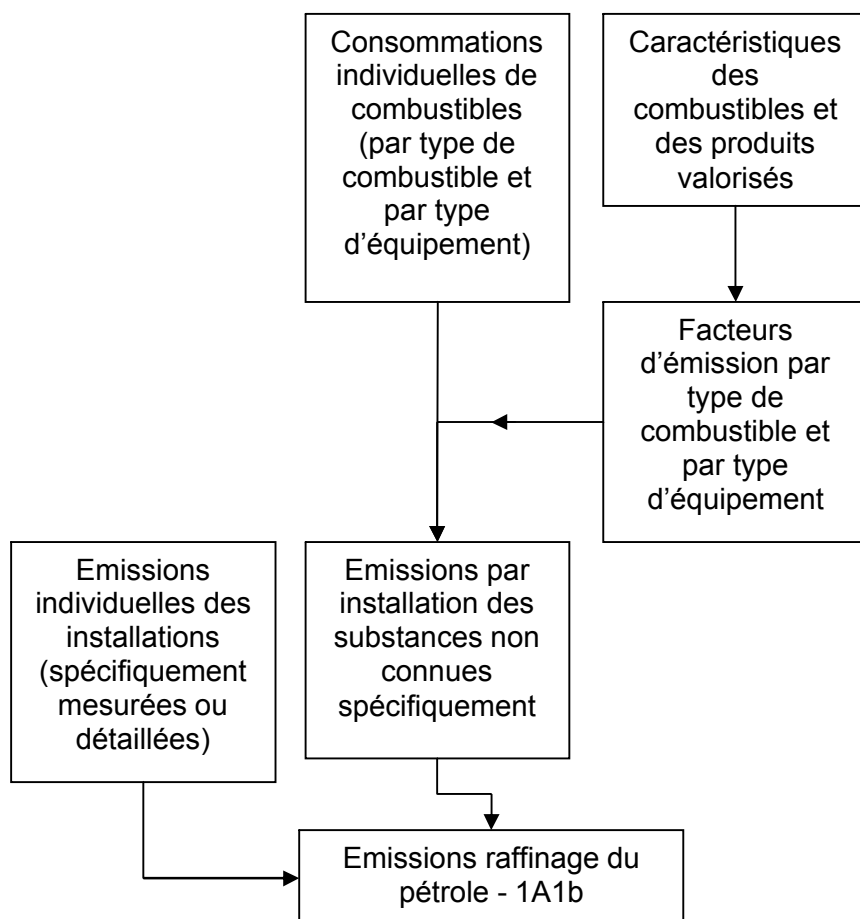 Consommations
individuelles de
combustibles
(par type de
combustible et
par type
d’équipement)
Caractéristiques
des
combustibles et
des produits
valorisés
Facteurs
d’émission par
type de
combustible et
par type
d’équipement
Emissions
individuelles des
installations
(spécifiquement
mesurées ou
détaillées)
Emissions par
installation des
substances non
connues
spécifiquement
Emissions raffinage du
pétrole - 1A1b